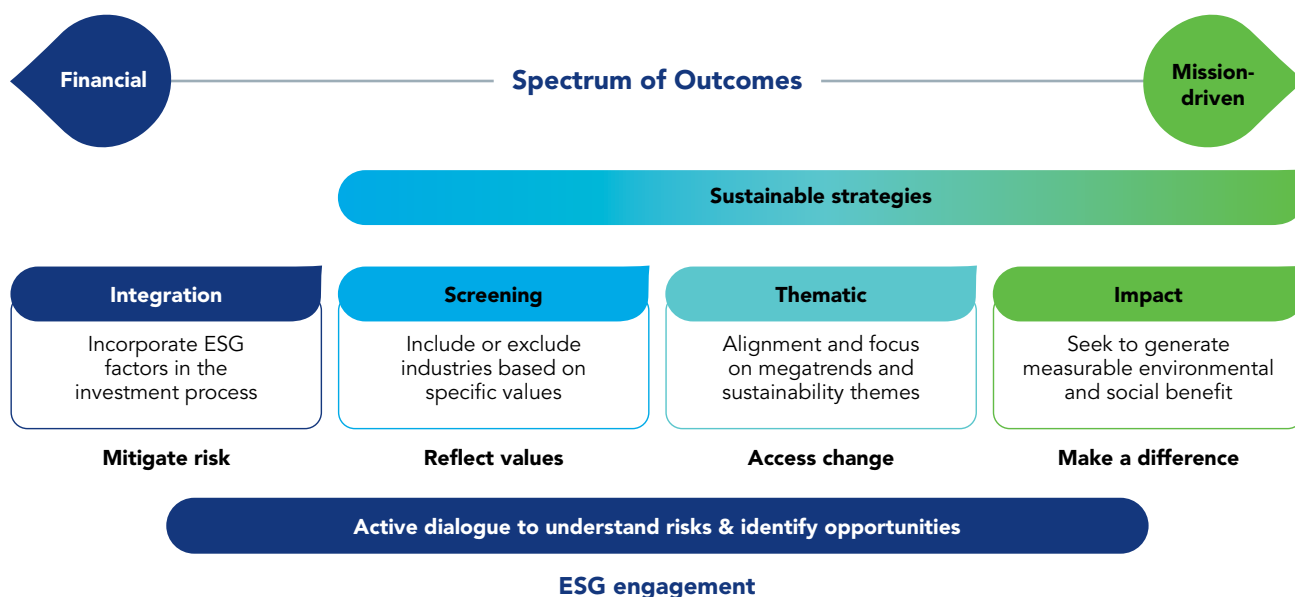 Financial
Spectrum of Outcomes
Mission-
driven
Sustainable strategies
Integration
Incorporate ESG
factors in the
investment process
Mitigate risk
Screening
Include or exclude
industries based on
specific values
Reflect values
Thematic
Alignment and focus
on megatrends and
sustainability themes
Access change
Impact
Seek to generate
measurable environmental
and social benefit
Make a difference
Active dialogue to understand risks & identify opportunities
ESG engagement